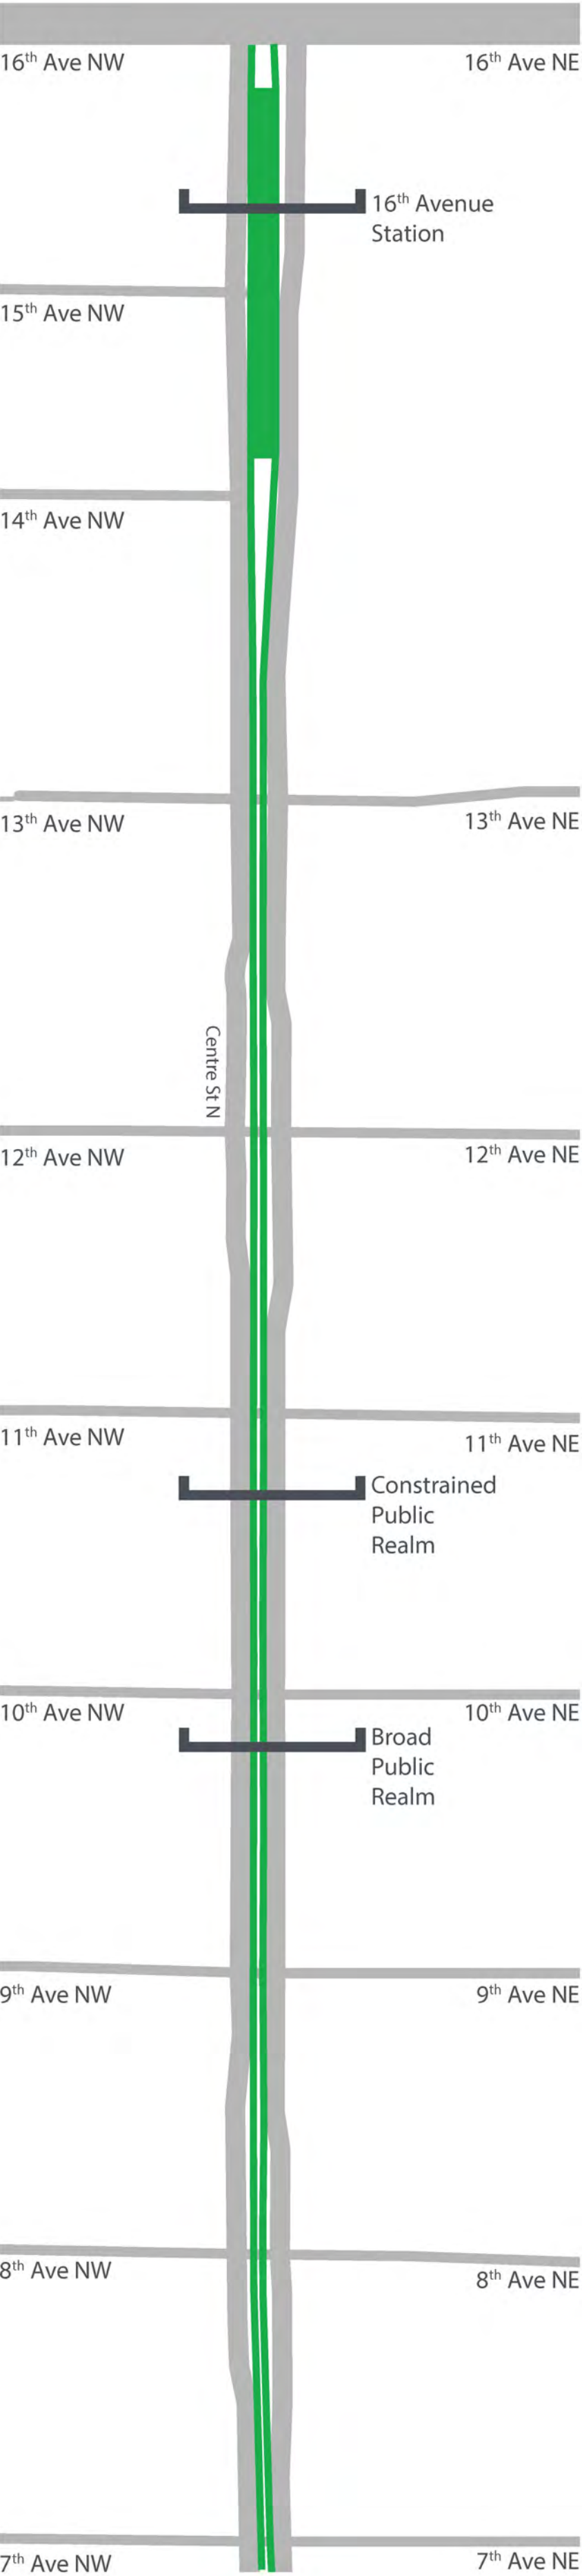 16th Ave NW
16th Ave NE
16th Avenue
Station
15th Ave NW
14th Ave NW
13th Ave NW
13th Ave NE
Centre St N
12th Ave NW
12th Ave NE
11th Ave NW
11th Ave NE
Constrained
Public
Realm
10th Ave NW
10th Ave NE
Broad
Public
Realm
9th Ave NW
9th Ave NE
8th Ave NW
8th Ave NE
7th Ave NW
7th Ave NE